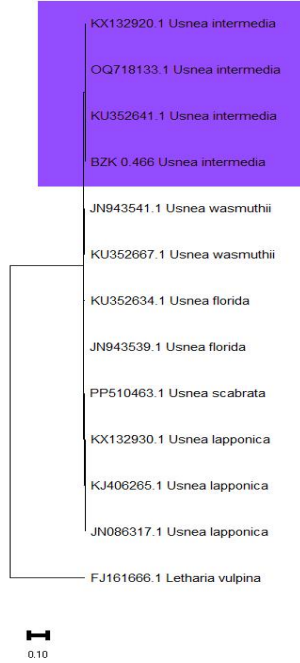 KX132920.1 Usnea intermedia
OQ718133.1 Usnea intermedia
KU352641.1 Usnea intermedia
BZK 0.466 Usnea intermedia
JN943541.1 Usnea wasmuthii
KU352667.1 Usnea wasmuthii
KU352634.1 Usnea florida
JN943539.1 Usnea florida
PP510463.1 Usnea scabrata
KX132930.1 Usnea lapponica
KJ406265.1 Usnea lapponica
JN086317.1 Usnea lapponica
FJ161666.1 Letharia vulpina
0.10